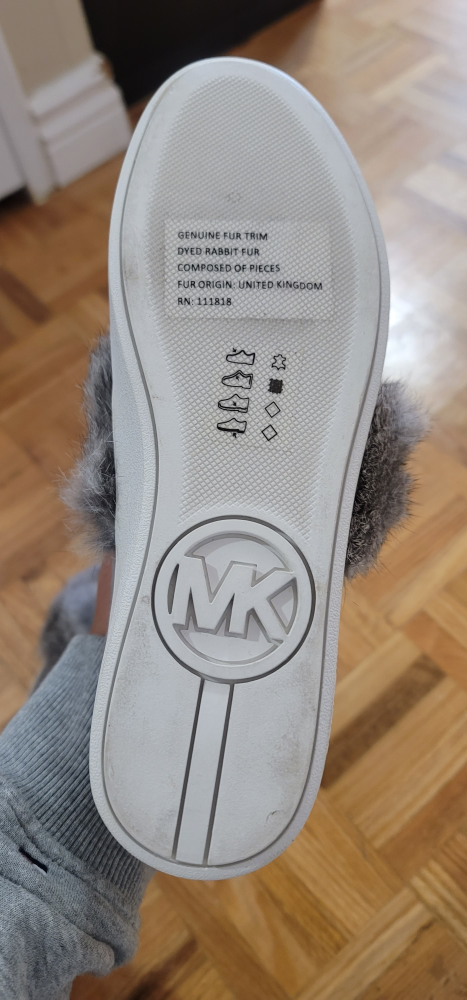 GENUINE FUR TRIM
DYED RABBIT FUR
COMPOSED OF PIECES
FUR ORIGIN: UNITED KINGDOM
RN: 111818
MK